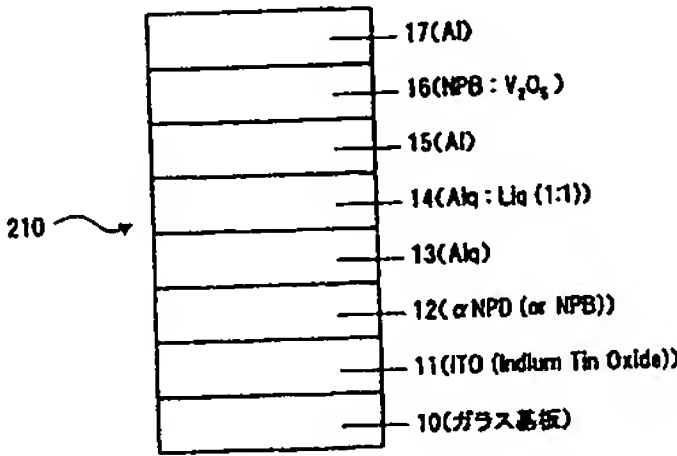 17(Al)
16(NPB : V₂O₅)
15(Al)
14(Alq : Liq (1:1))
210
13(Alq)
12(αNPD (or NPB))
11(ITO (Indium Tin Oxide))
10(ガラス基板)